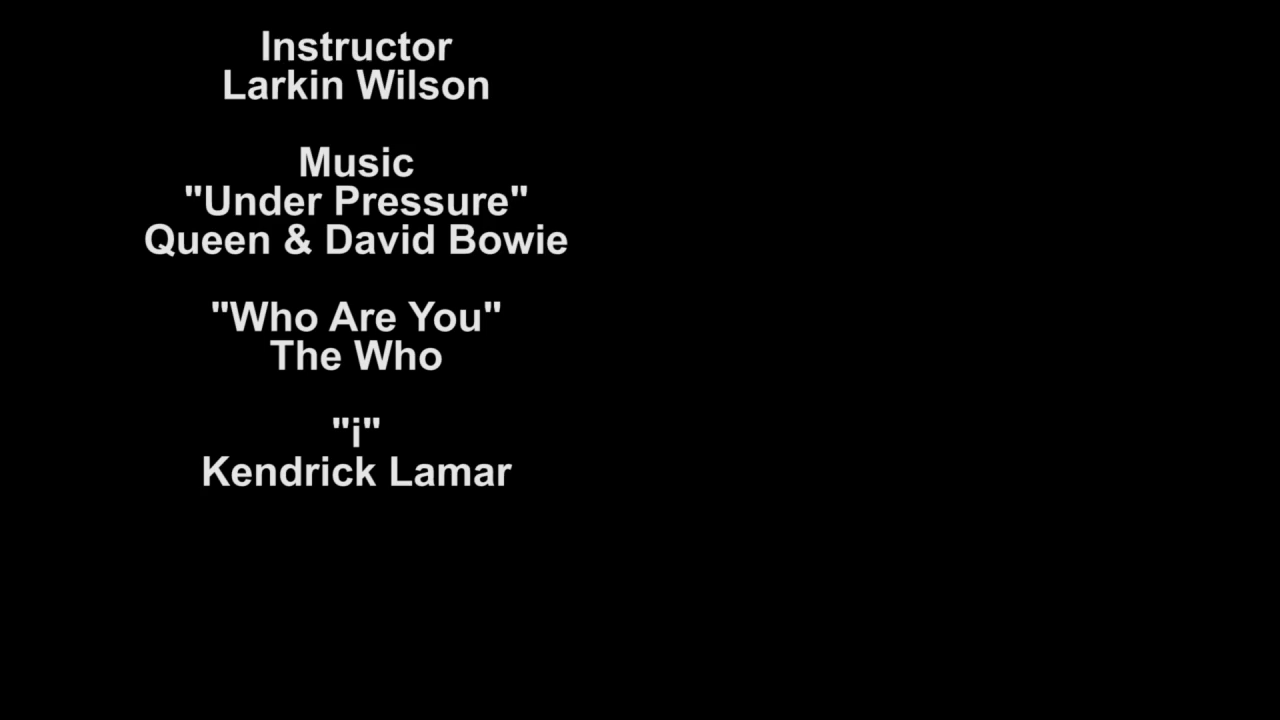 Instructor
Larkin Wilson
Music
"Under Pressure"
Queen & David Bowie
"Who Are You"
The Who
"i"
Kendrick Lamar